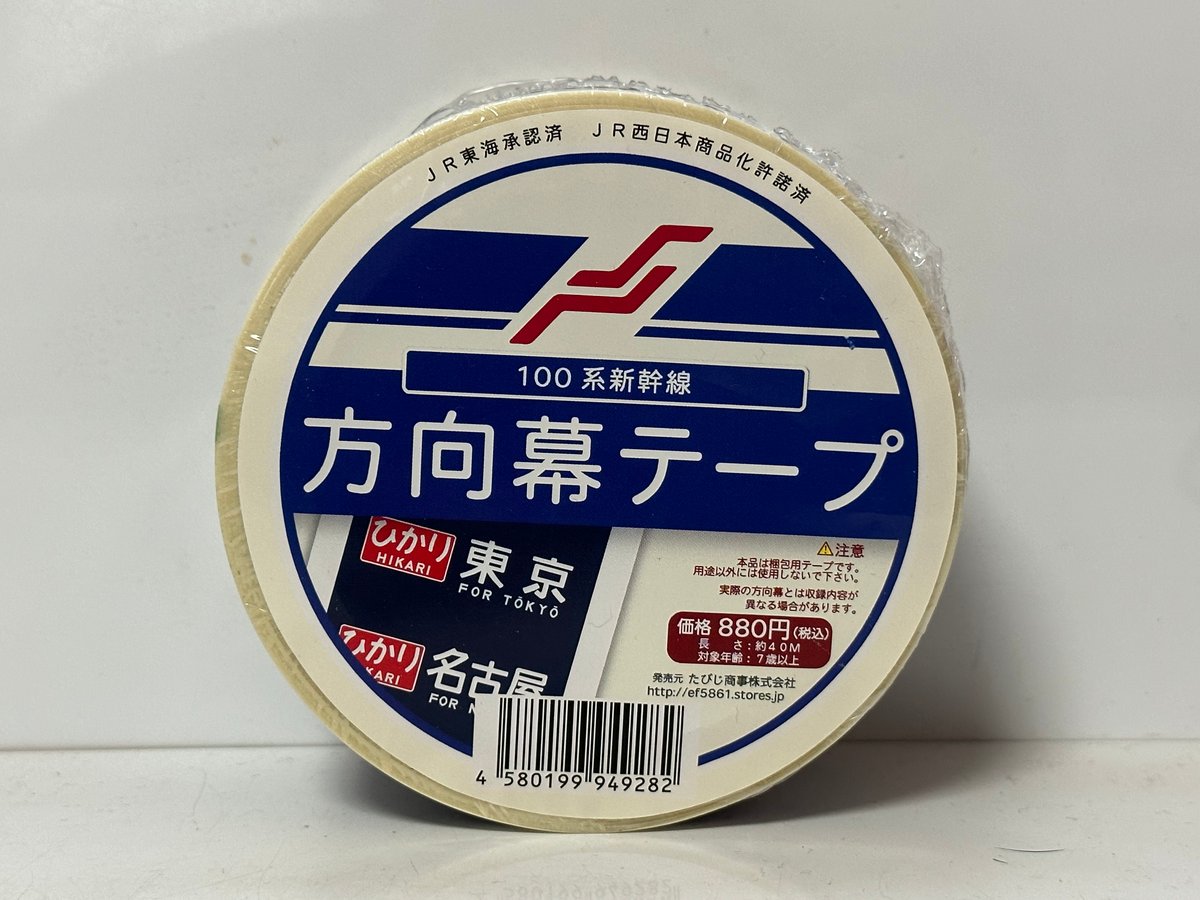 JR東海承認済　JR西日本商品化許諾済
100系新幹線
方向幕テープ
ひかり 東京
HIKARI FOR TŌKYŌ
ひかり 名古屋
KARI FOR N
⚠注意
本品は梱包用テープです。
用途以外には使用しないで下さい。
実際の方向幕とは収録内容が
異なる場合があります。
価格 880円(税込)
長　さ：約40M
対象年齢：7歳以上
発売元 たびじ商事株式会社
http://ef5861.stores.jp
4 580199 949282